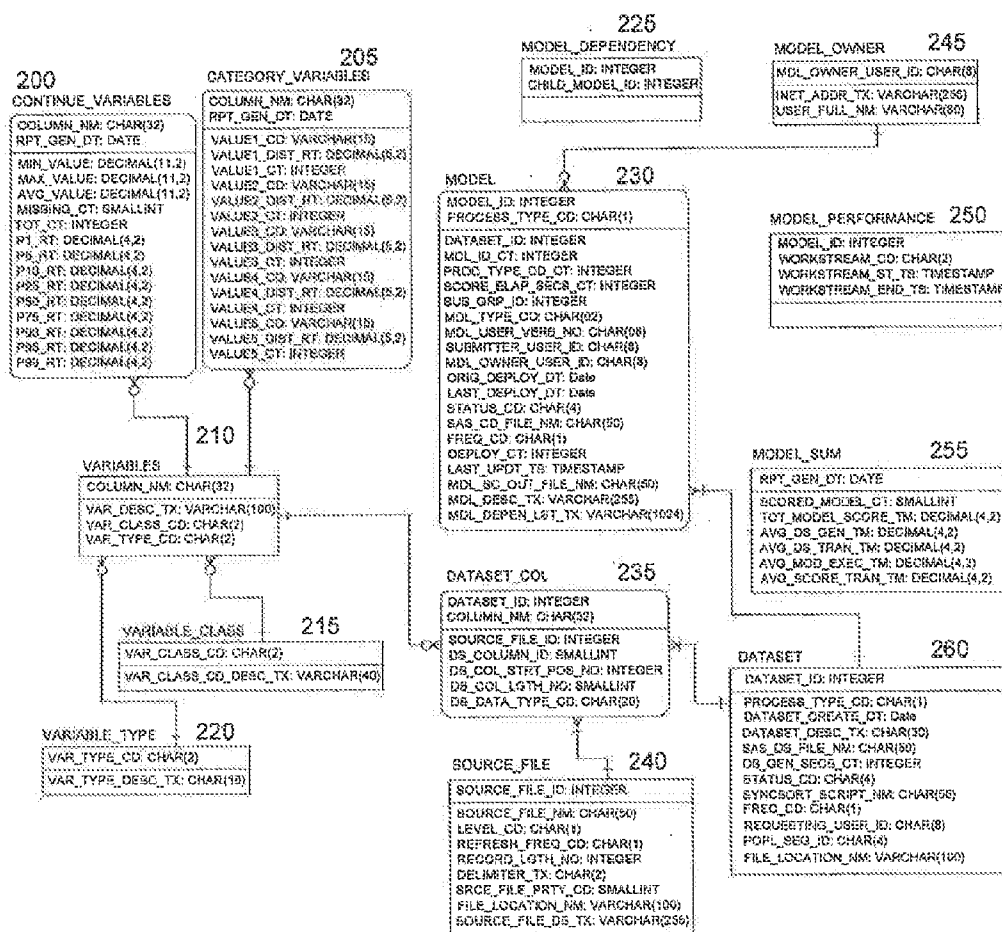 200
CONTINUE_VARIABLES
COLUMN_NM: CHAR(32)
RPT_GEN_DT: DATE
MIN_VALUE: DECIMAL(11,2)
MAX_VALUE: DECIMAL(11,2)
AVG_VALUE: DECIMAL(11,2)
MISSING_CT: SMALLINT
TOT_CT: INTEGER
P1_RT: DECIMAL(4,2)
P5_RT: DECIMAL(4,2)
P10_RT: DECIMAL(4,2)
P25_RT: DECIMAL(4,2)
P50_RT: DECIMAL(4,2)
P75_RT: DECIMAL(4,2)
P90_RT: DECIMAL(4,2)
P95_RT: DECIMAL(4,2)
P99_RT: DECIMAL(4,2)
205
CATEGORY_VARIABLES
COLUMN_NM: CHAR(32)
RPT_GEN_DT: DATE
VALUE1_CD: VARCHAR(15)
VALUE1_DIST_RT: DECIMAL(5,2)
VALUE1_CT: INTEGER
VALUE2_CD: VARCHAR(15)
VALUE2_DIST_RT: DECIMAL(5,2)
VALUE2_CT: INTEGER
VALUE3_CD: VARCHAR(15)
VALUE3_DIST_RT: DECIMAL(5,2)
VALUE3_CT: INTEGER
VALUE4_CD: VARCHAR(15)
VALUE4_DIST_RT: DECIMAL(5,2)
VALUE4_CT: INTEGER
VALUE5_CD: VARCHAR(15)
VALUE5_DIST_RT: DECIMAL(5,2)
VALUE5_CT: INTEGER
225
MODEL_DEPENDENCY
MODEL_ID: INTEGER
CHILD_MODEL_ID: INTEGER
MODEL_OWNER 245
MDL_OWNER_USER_ID: CHAR(8)
INET_ADDR_TX: VARCHAR(256)
USER_FULL_NM: VARCHAR(80)
MODEL 230
MODEL_ID: INTEGER
PROCESS_TYPE_CD: CHAR(1)
DATASET_ID: INTEGER
MDL_ID_CT: INTEGER
PROC_TYPE_CD_CT: INTEGER
SCORE_ELAP_SECS_CT: INTEGER
BUS_GRP_ID: INTEGER
MDL_TYPE_CD: CHAR(02)
MDL_USER_VERS_NO: CHAR(08)
SUBMITTER_USER_ID: CHAR(8)
MDL_OWNER_USER_ID: CHAR(8)
ORIG_DEPLOY_DT: Date
LAST_DEPLOY_DT: Date
STATUS_CD: CHAR(4)
SAS_CD_FILE_NM: CHAR(50)
FREQ_CD: CHAR(1)
DEPLOY_CT: INTEGER
LAST_UPDT_TS: TIMESTAMP
MDL_SC_OUT_FILE_NM: CHAR(50)
MDL_DESC_TX: VARCHAR(255)
MDL_DEPEN_LST_TX: VARCHAR(1024)
MODEL_PERFORMANCE 250
MODEL_ID: INTEGER
WORKSTREAM_CD: CHAR(2)
WORKSTREAM_ST_TS: TIMESTAMP
WORKSTREAM_END_TS: TIMESTAMP
210
VARIABLES
COLUMN_NM: CHAR(32)
VAR_DESC_TX: VARCHAR(100)
VAR_CLASS_CD: CHAR(2)
VAR_TYPE_CD: CHAR(2)
MODEL_SUM 255
RPT_GEN_DT: DATE
SCORED_MODEL_CT: SMALLINT
TOT_MODEL_SCORE_TM: DECIMAL(4,2)
AVG_DS_GEN_TM: DECIMAL(4,2)
AVG_DS_TRAN_TM: DECIMAL(4,2)
AVG_MOD_EXEC_TM: DECIMAL(4,2)
AVG_SCORE_TRAN_TM: DECIMAL(4,2)
VARIABLE_CLASS 215
VAR_CLASS_CD: CHAR(2)
VAR_CLASS_CD_DESC_TX: VARCHAR(40)
DATASET_COL 235
DATASET_ID: INTEGER
COLUMN_NM: CHAR(32)
SOURCE_FILE_ID: INTEGER
DS_COLUMN_ID: SMALLINT
DS_COL_STRT_POS_NO: INTEGER
DS_COL_LGTH_NO: SMALLINT
DS_DATA_TYPE_CD: CHAR(20)
DATASET 260
DATASET_ID: INTEGER
PROCESS_TYPE_CD: CHAR(1)
DATASET_CREATE_CT: Date
DATASET_DESC_TX: CHAR(30)
SAS_DS_FILE_NM: CHAR(50)
DS_GEN_SECS_CT: INTEGER
STATUS_CD: CHAR(4)
SYNCSORT_SCRIPT_NM: CHAR(50)
FREQ_CD: CHAR(1)
REQUESTING_USER_ID: CHAR(8)
POPL_SEG_ID: CHAR(4)
FILE_LOCATION_NM: VARCHAR(100)
VARIABLE_TYPE 220
VAR_TYPE_CD: CHAR(2)
VAR_TYPE_DESC_TX: CHAR(18)
SOURCE_FILE 240
SOURCE_FILE_ID: INTEGER
SOURCE_FILE_NM: CHAR(50)
LEVEL_CD: CHAR(1)
REFRESH_FREQ_CD: CHAR(1)
RECORD_LGTH_NO: INTEGER
DELIMITER_TX: CHAR(2)
SRCE_FILE_PRTY_CD: SMALLINT
FILE_LOCATION_NM: VARCHAR(100)
SOURCE_FILE_DS_TX: VARCHAR(255)